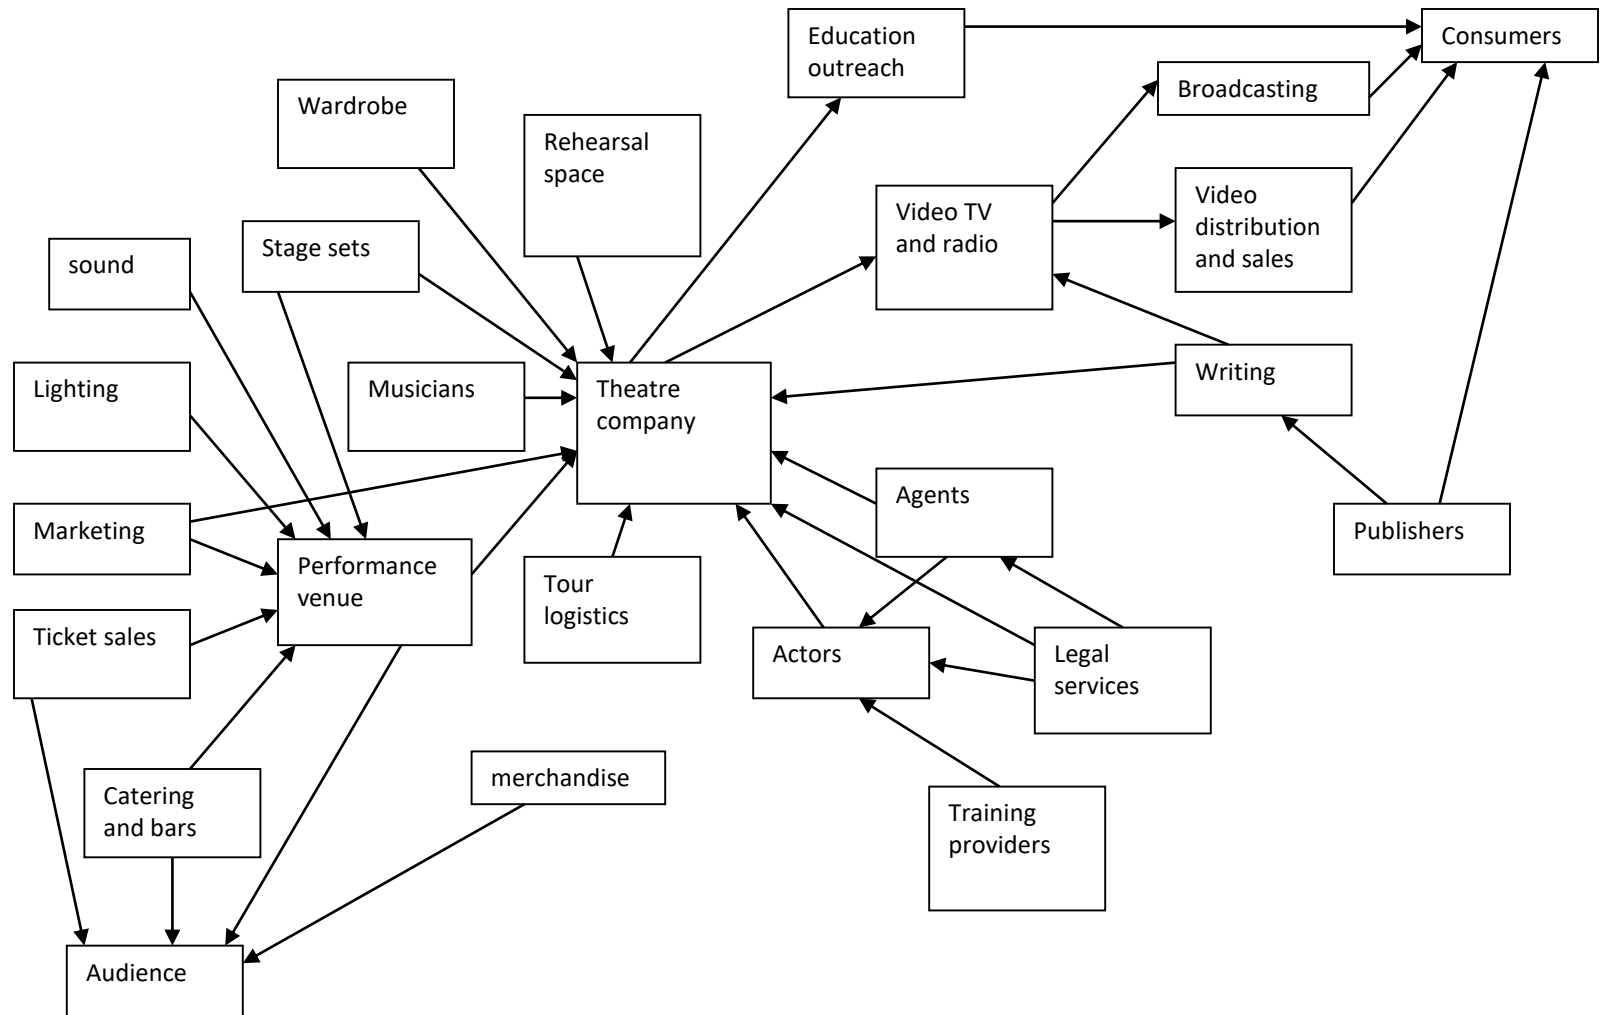 Education
outreach
Consumers
Broadcasting
Wardrobe
Rehearsal
space
Video TV
and radio
Video
distribution
and sales
sound
Stage sets
Lighting
Musicians
Theatre
company
Writing
Marketing
Performance
venue
Agents
Publishers
Tour
logistics
Ticket sales
Actors
Legal
services
Catering
and bars
merchandise
Training
providers
Audience